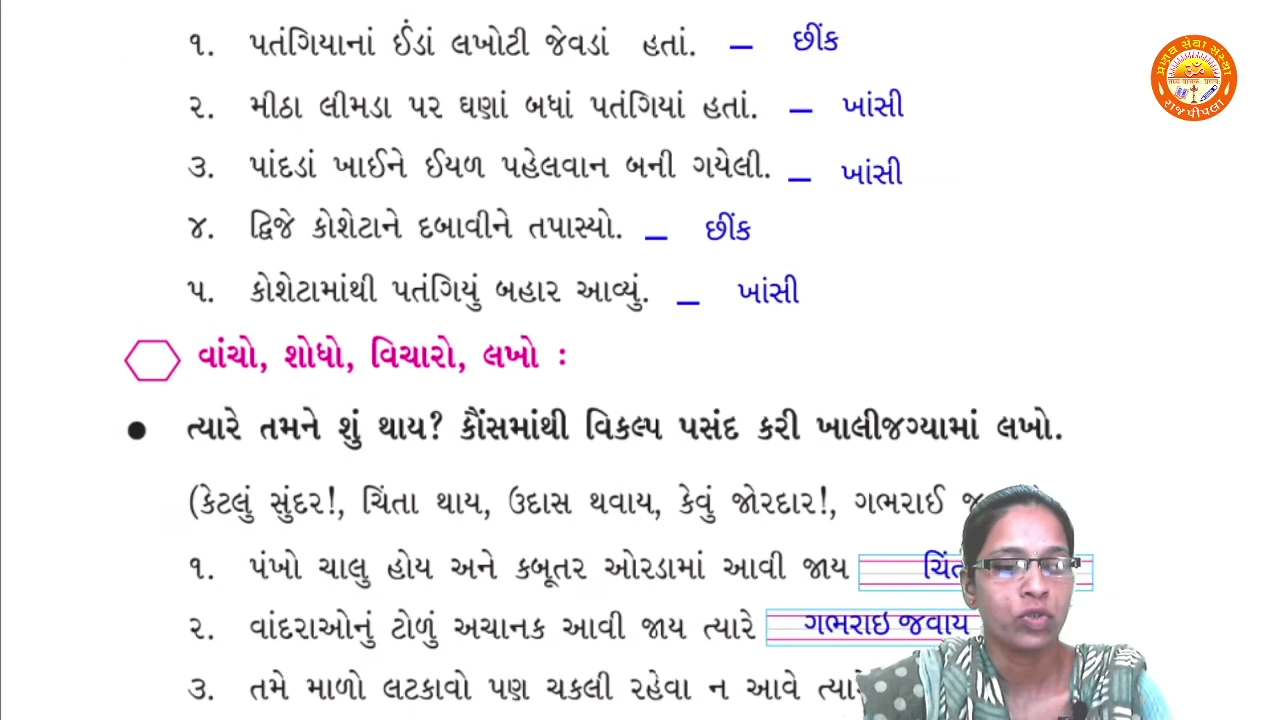 ૧. પતંગિયાનાં ઈંડાં લખોટી જેવડાં હતાં. – છીંક
પ્રણવ સેવા સંસ્થા
રાજપીપલા
૨. મીઠા લીમડા પર ઘણાં બધાં પતંગિયાં હતાં. – ખાંસી
૩. પાંદડાં ખાઈને ઈયળ પહેલવાન બની ગયેલી. – ખાંસી
૪. દ્વિજે કોશેટાને દબાવીને તપાસ્યો. – છીંક
૫. કોશેટામાંથી પતંગિયું બહાર આવ્યું. – ખાંસી
વાંચો, શોધો, વિચારો, લખો :
● ત્યારે તમને શું થાય? કૌંસમાંથી વિકલ્પ પસંદ કરી ખાલીજગ્યામાં લખો.
(કેટલું સુંદર!, ચિંતા થાય, ઉદાસ થવાય, કેવું જોરદાર!, ગભરાઈ
૧. પંખો ચાલુ હોય અને કબૂતર ઓરડામાં આવી જાય
૨. વાંદરાઓનું ટોળું અચાનક આવી જાય ત્યારે ગભરાઇ જવાય
૩. તમે માળો લટકાવો પણ ચકલી રહેવા ન આવે